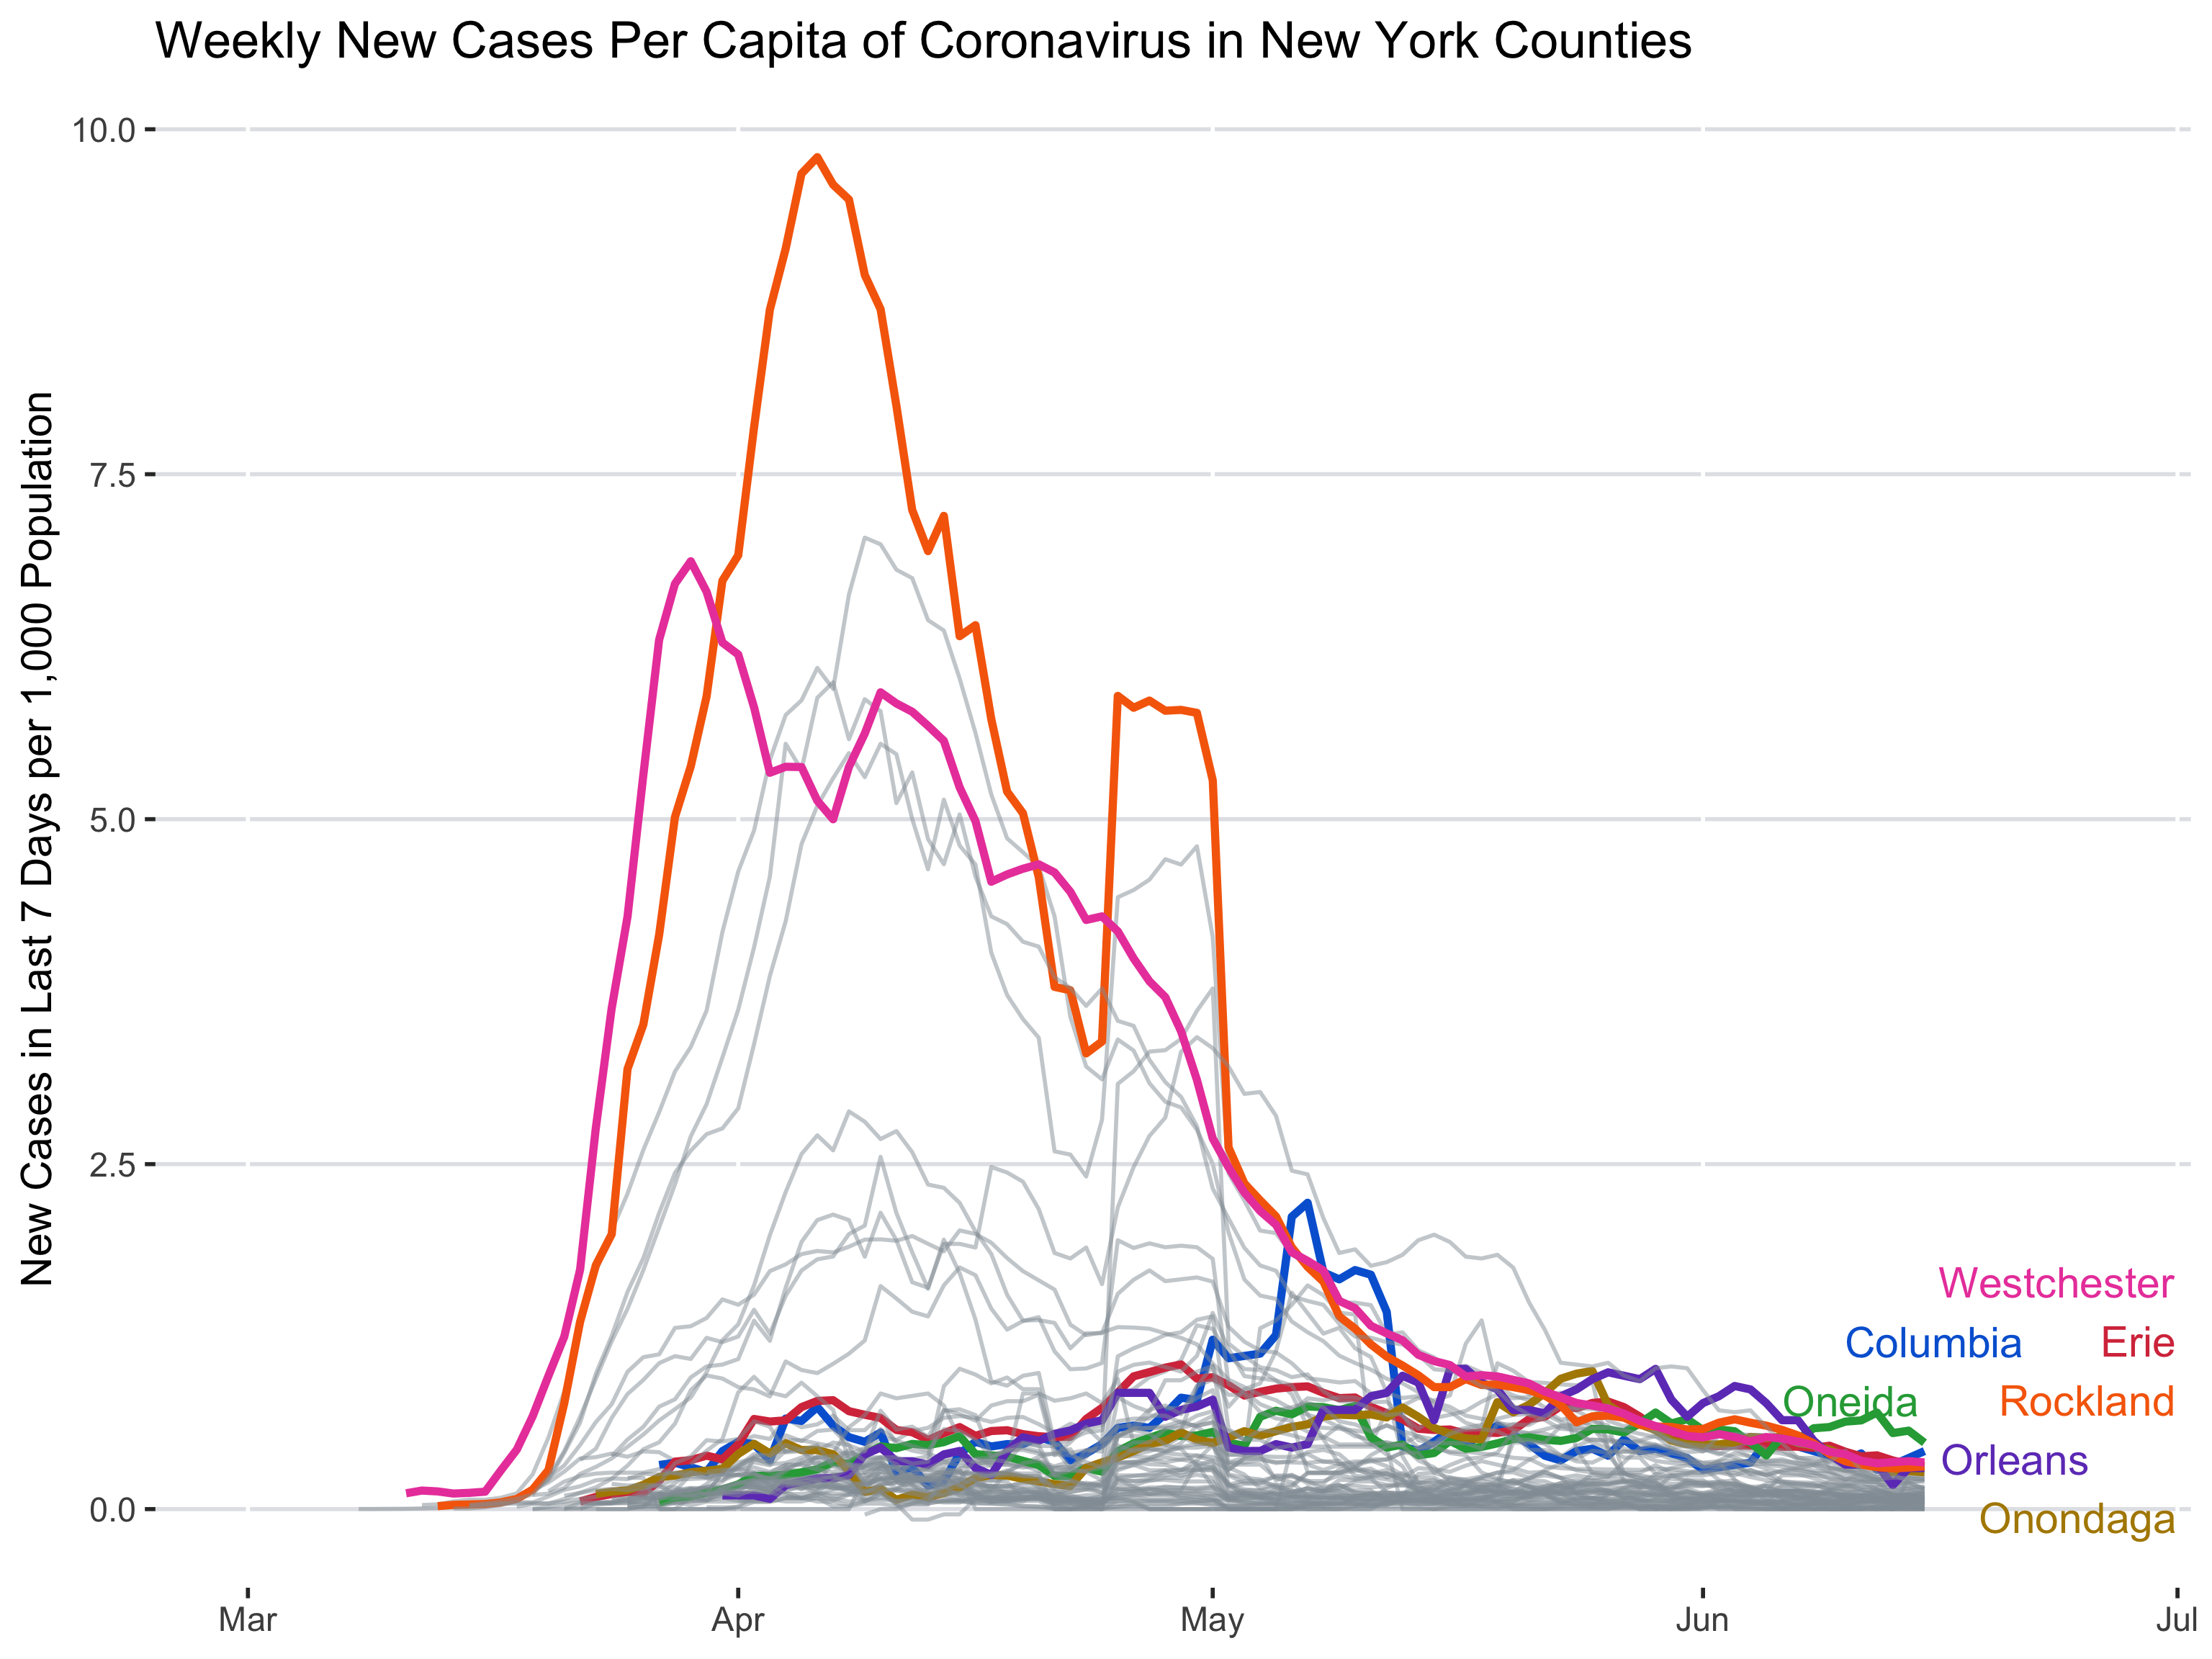 Weekly New Cases Per Capita of Coronavirus in New York Counties
New Cases in Last 7 Days per 1,000 Population
10.0
7.5
5.0
2.5
0.0
Westchester
Columbia Erie
Oneida Rockland
Orleans
Onondaga
Mar Apr May Jun Jul